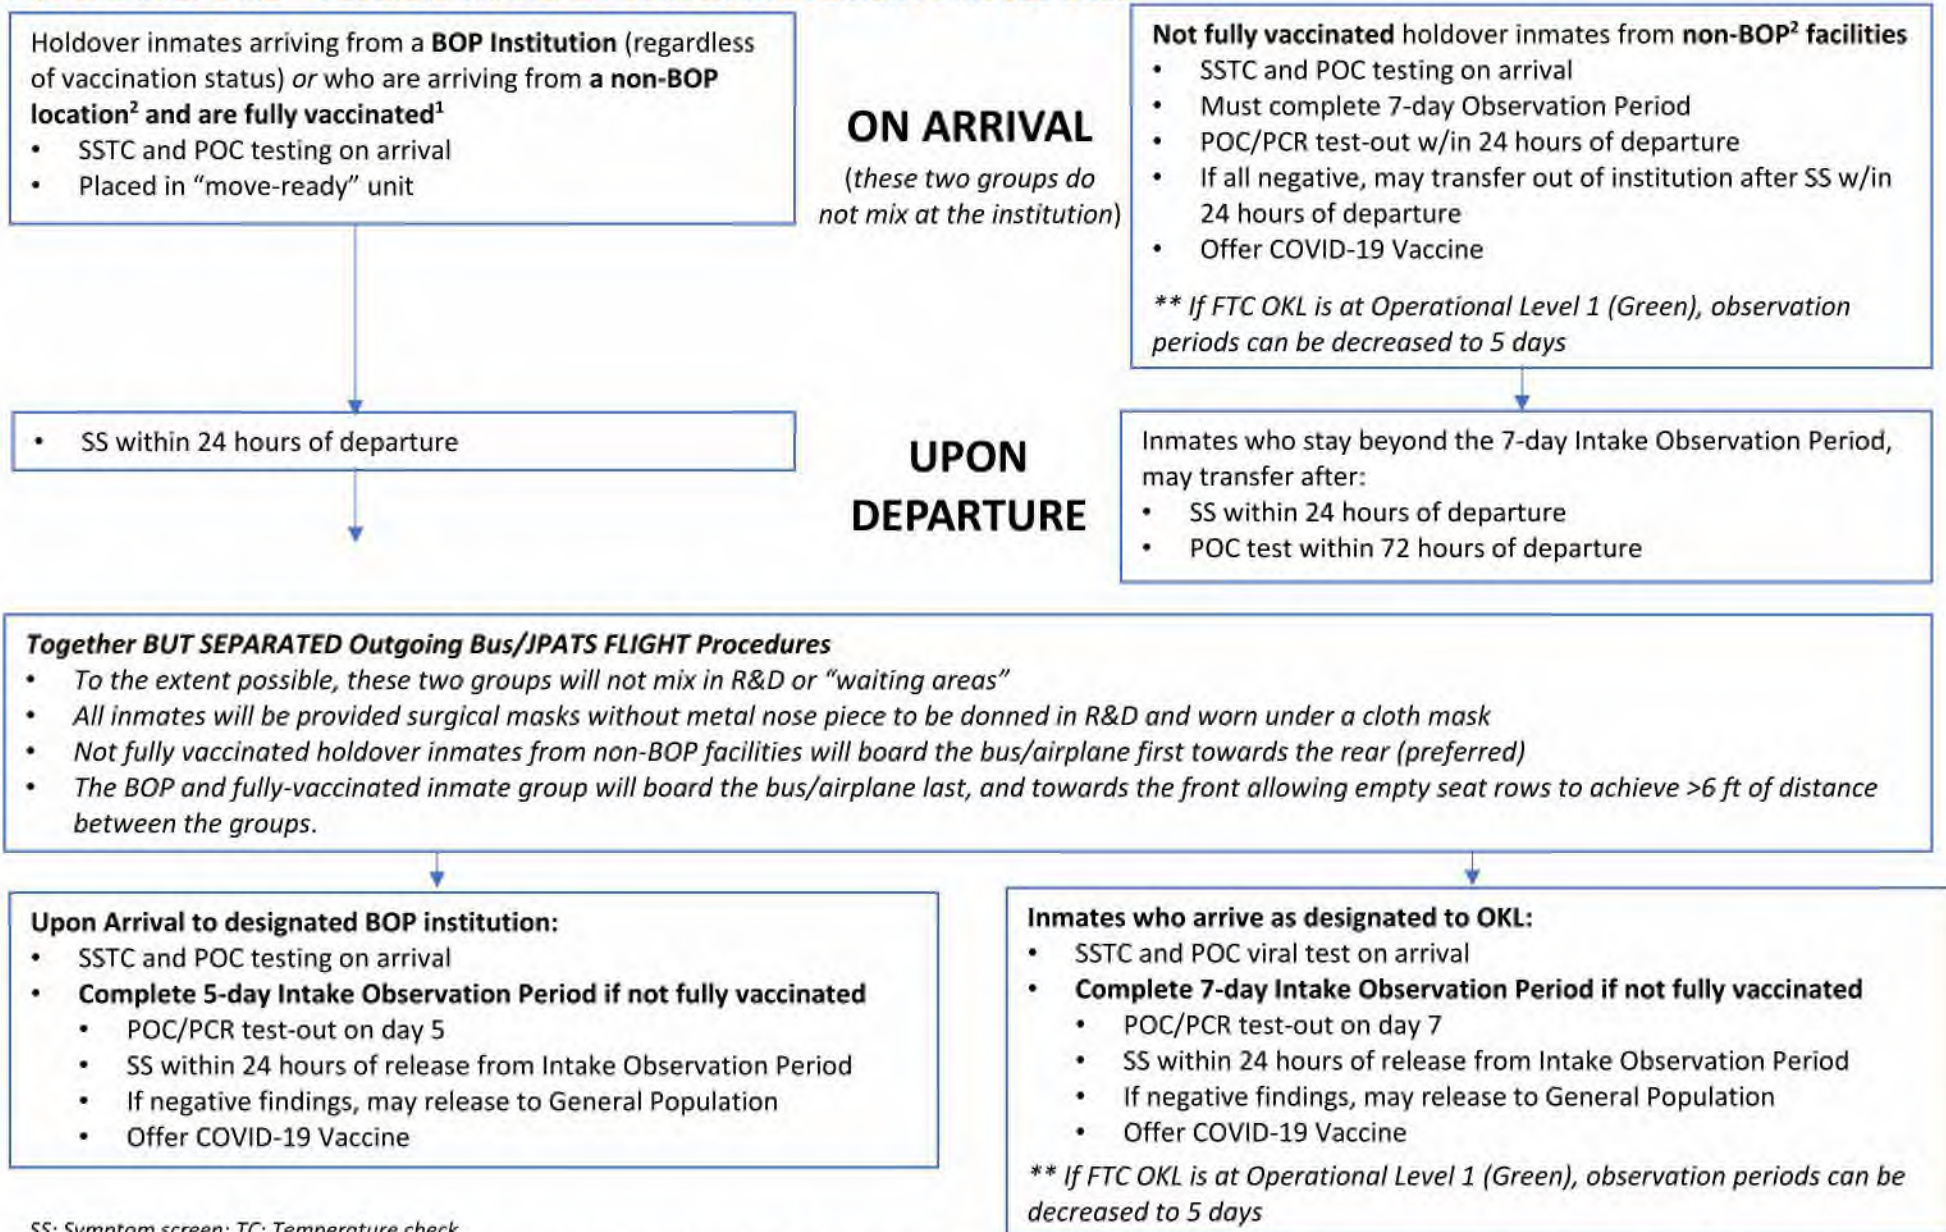 Holdover inmates arriving from a BOP Institution (regardless
of vaccination status) or who are arriving from a non-BOP
location² and are fully vaccinated¹
• SSTC and POC testing on arrival
• Placed in “move-ready” unit
ON ARRIVAL
(these two groups do
not mix at the institution)
Not fully vaccinated holdover inmates from non-BOP² facilities
• SSTC and POC testing on arrival
• Must complete 7-day Observation Period
• POC/PCR test-out w/in 24 hours of departure
• If all negative, may transfer out of institution after SS w/in
24 hours of departure
• Offer COVID-19 Vaccine
** If FTC OKL is at Operational Level 1 (Green), observation
periods can be decreased to 5 days
• SS within 24 hours of departure
UPON
DEPARTURE
Inmates who stay beyond the 7-day Intake Observation Period,
may transfer after:
• SS within 24 hours of departure
• POC test within 72 hours of departure
Together BUT SEPARATED Outgoing Bus/JPATS FLIGHT Procedures
• To the extent possible, these two groups will not mix in R&D or “waiting areas”
• All inmates will be provided surgical masks without metal nose piece to be donned in R&D and worn under a cloth mask
• Not fully vaccinated holdover inmates from non-BOP facilities will board the bus/airplane first towards the rear (preferred)
• The BOP and fully-vaccinated inmate group will board the bus/airplane last, and towards the front allowing empty seat rows to achieve >6 ft of distance
between the groups.
Upon Arrival to designated BOP institution:
• SSTC and POC testing on arrival
• Complete 5-day Intake Observation Period if not fully vaccinated
• POC/PCR test-out on day 5
• SS within 24 hours of release from Intake Observation Period
• If negative findings, may release to General Population
• Offer COVID-19 Vaccine
Inmates who arrive as designated to OKL:
• SSTC and POC viral test on arrival
• Complete 7-day Intake Observation Period if not fully vaccinated
• POC/PCR test-out on day 7
• SS within 24 hours of release from Intake Observation Period
• If negative findings, may release to General Population
• Offer COVID-19 Vaccine
** If FTC OKL is at Operational Level 1 (Green), observation periods can be
decreased to 5 days
SS: Symptom screen; TC: Temperature check